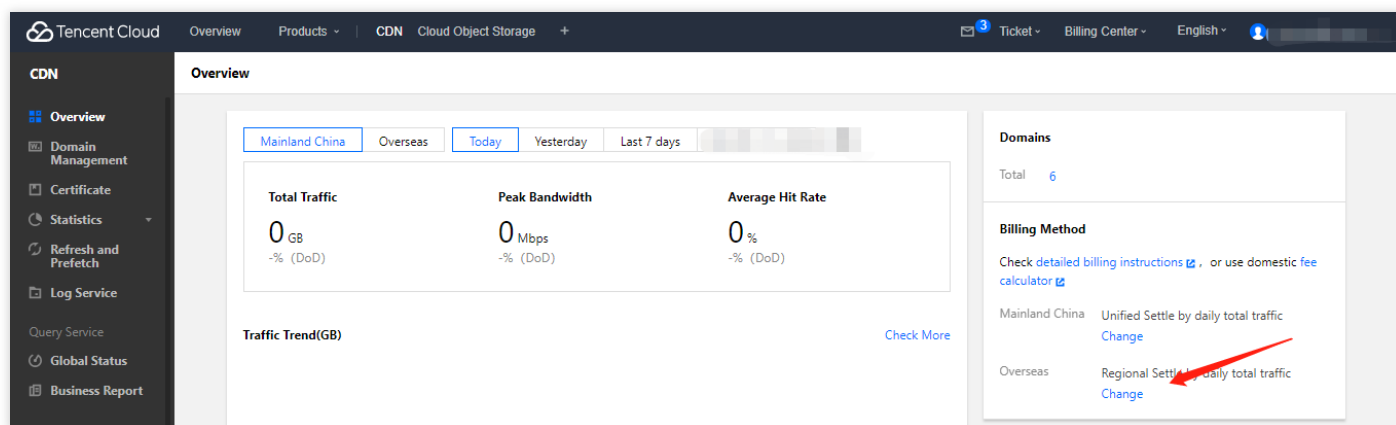 Tencent Cloud Overview Products CDN Cloud Object Storage + 3 Ticket Billing Center English
CDN
Overview
Overview
Domain
Management
Certificate
Statistics
Refresh and
Prefetch
Log Service
Query Service
Global Status
Business Report
Mainland China Overseas Today Yesterday Last 7 days
Total Traffic Peak Bandwidth Average Hit Rate
0 GB 0 Mbps 0 %
-% (DoD) -% (DoD) -% (DoD)
Traffic Trend(GB) Check More
Domains
Total 6
Billing Method
Check detailed billing instructions , or use domestic fee
calculator
Mainland China Unified Settle by daily total traffic
Change
Overseas Regional Settle by daily total traffic
Change